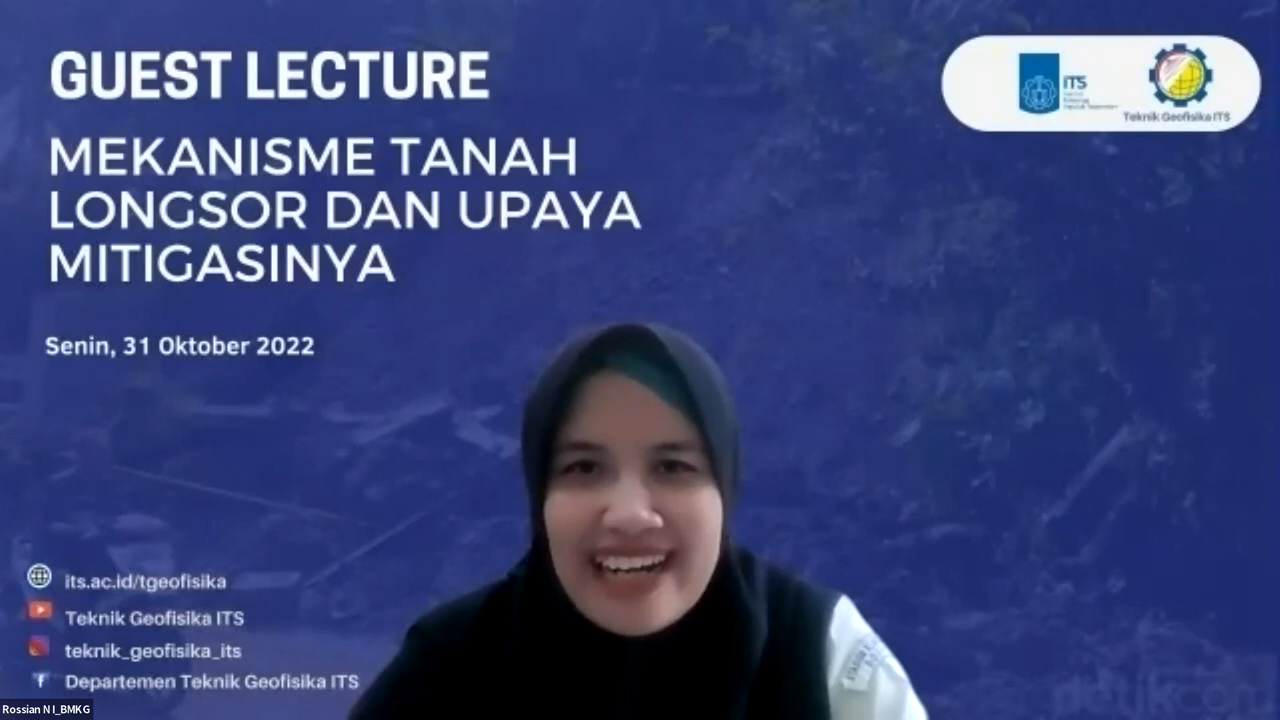 GUEST LECTURE
MEKANISME TANAH
LONGSOR DAN UPAYA
MITIGASINYA
Senin, 31 Oktober 2022
ITS
Teknik Geofisika ITS
its.ac.id/tgeofisika
Teknik Geofisika ITS
teknik_geofisika_its
Departemen Teknik Geofisika ITS
detikcom
Rossian N I_BMKG